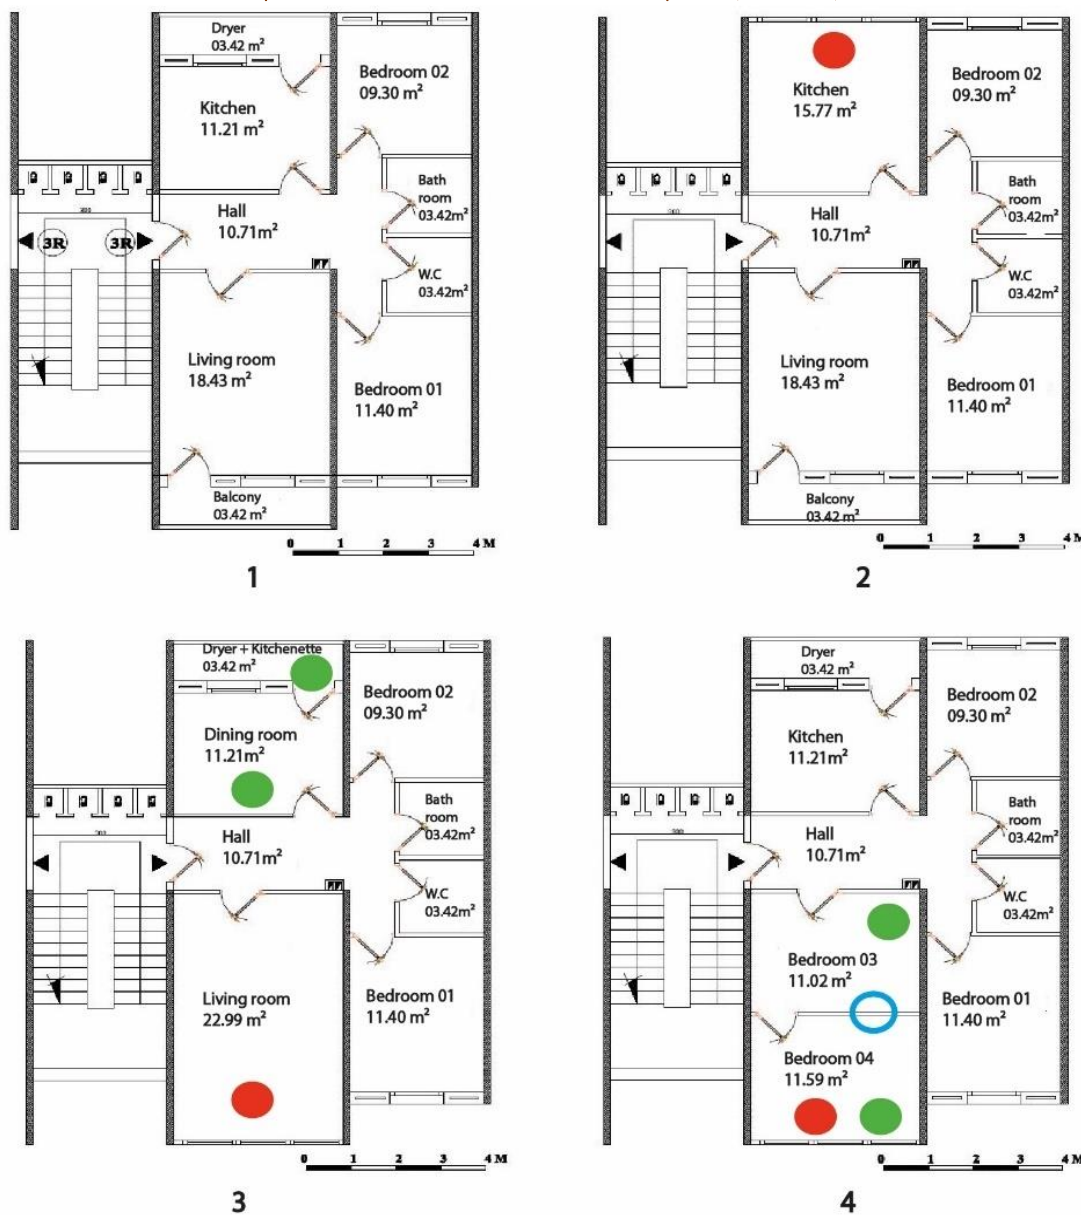 Dryer
03.42 m²
Bedroom 02
09.30 m²
Kitchen
11.21 m²
Bath
room
03.42m²
Hall
10.71m²
3R
3R
W.C
03.42m²
Living room
18.43 m²
Bedroom 01
11.40 m²
Balcony
03.42 m²
0 1 2 3 4 M
1
Kitchen
15.77 m²
Bedroom 02
09.30 m²
Bath
room
03.42m²
Hall
10.71m²
W.C
03.42m²
Living room
18.43 m²
Bedroom 01
11.40 m²
Balcony
03.42 m²
0 1 2 3 4 M
2
Dryer + Kitchenette
03.42 m²
Bedroom 02
09.30 m²
Dining room
11.21m²
Bath
room
03.42m²
Hall
10.71m²
W.C
03.42m²
Living room
22.99 m²
Bedroom 01
11.40 m²
0 1 2 3 4 M
3
Dryer
03.42 m²
Bedroom 02
09.30 m²
Kitchen
11.21 m²
Bath
room
03.42m²
Hall
10.71m²
W.C
03.42m²
Bedroom 03
11.02 m²
Bedroom 01
11.40 m²
Bedroom 04
11.59 m²
0 1 2 3 4 M
4